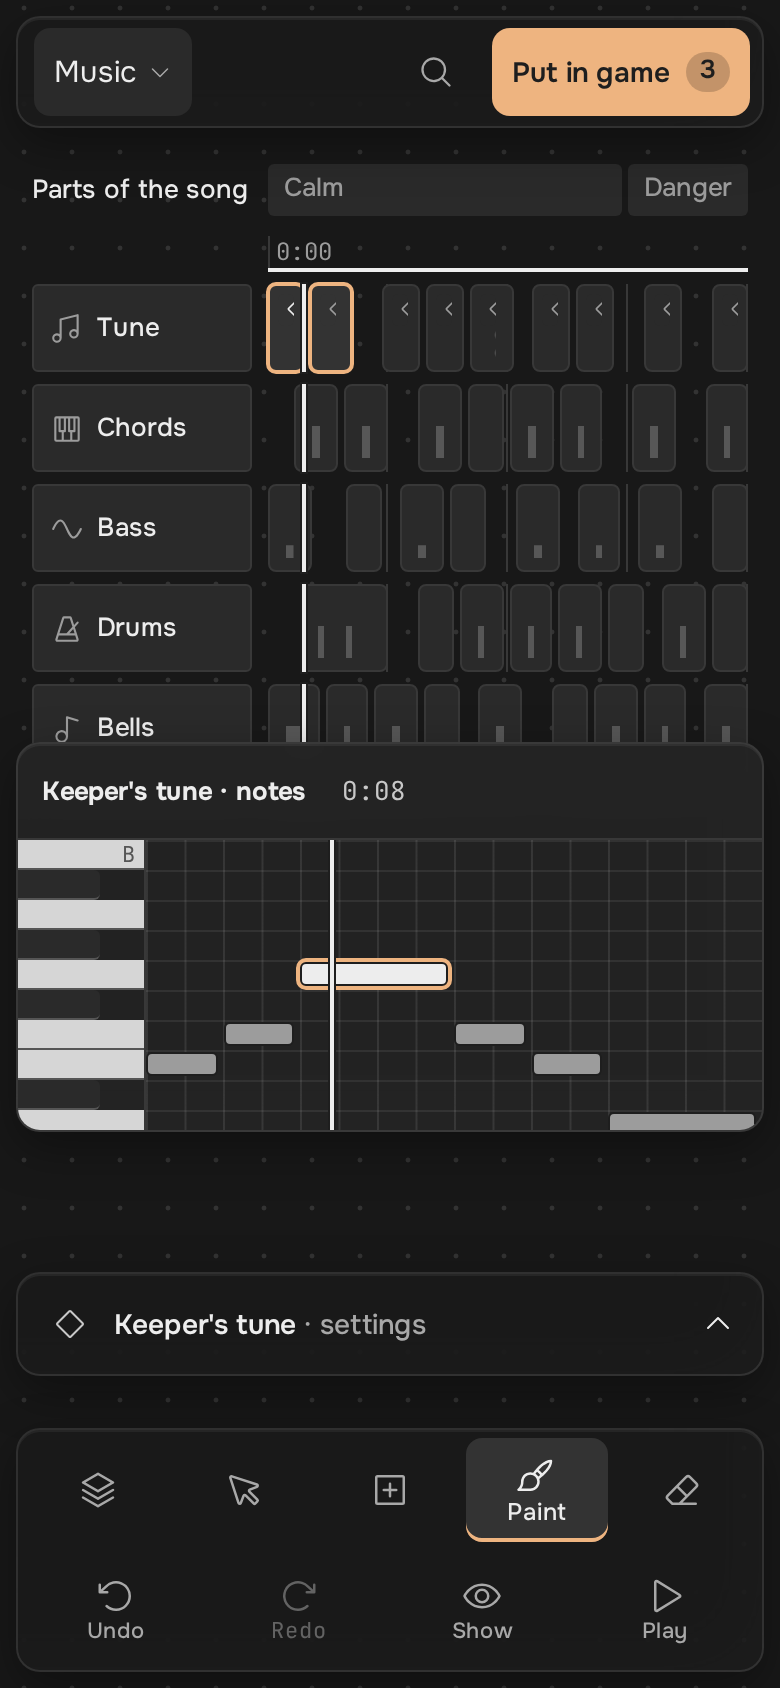 Music
Put in game 3
Parts of the song
Calm
Danger
0:00
Tune
Chords
Bass
Drums
Bells
Keeper's tune · notes 0:08
B
Keeper's tune · settings
Paint
Undo
Redo
Show
Play